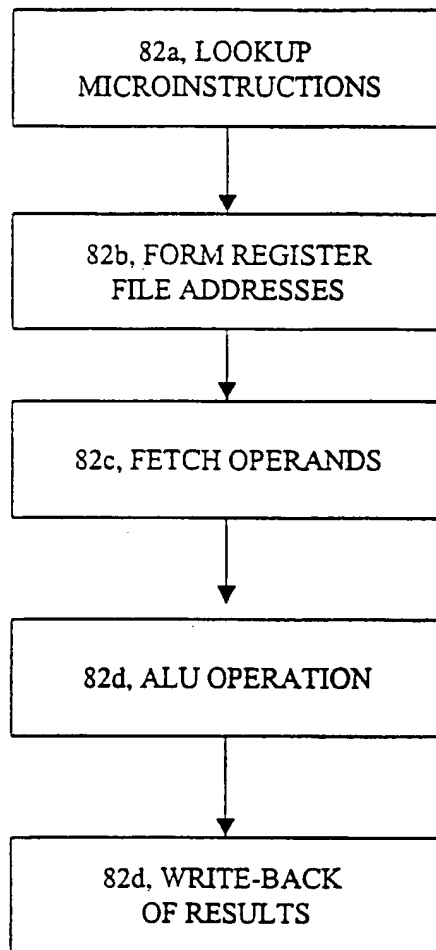 82a, LOOKUP
MICROINSTRUCTIONS
82b, FORM REGISTER
FILE ADDRESSES
82c, FETCH OPERANDS
82d, ALU OPERATION
82d, WRITE-BACK
OF RESULTS